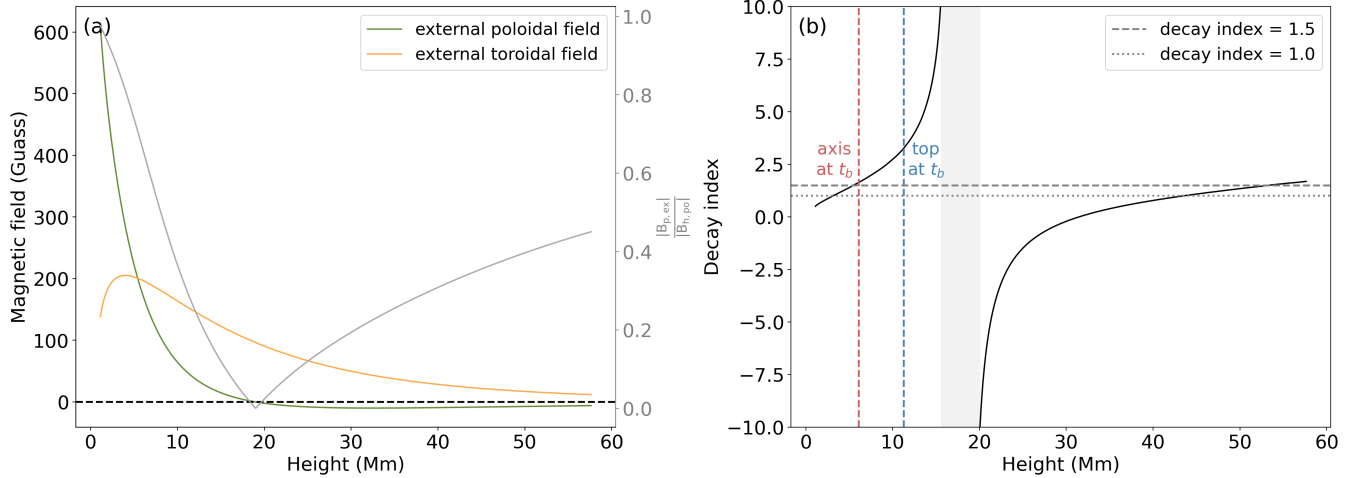 (a)
external poloidal field
external toroidal field
Magnetic field (Guass)
600
500
400
300
200
100
0
0
10
20
30
40
50
60
Height (Mm)
1.0
0.8
0.6
0.4
0.2
0.0
|B_{p,ex}|
|B_{h,po}|
(b)
decay index = 1.5
decay index = 1.0
Decay index
10.0
7.5
5.0
2.5
0.0
−2.5
−5.0
−7.5
−10.0
axis
at t_b
top
at t_b
0
10
20
30
40
50
60
Height (Mm)